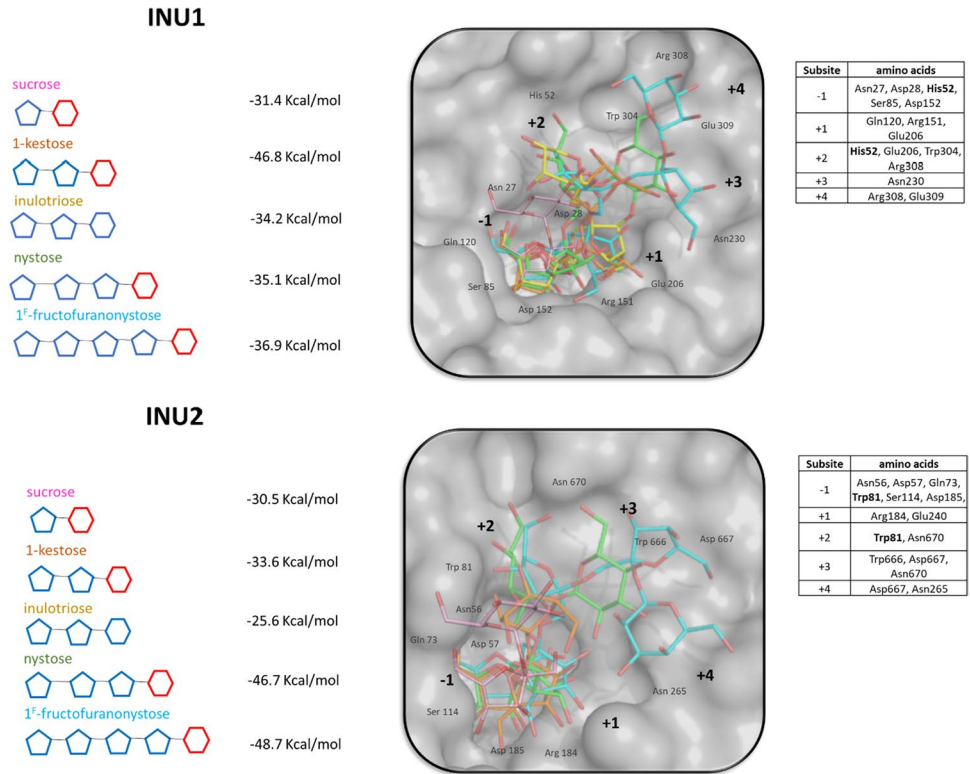 INU1
sucrose
-31.4 Kcal/mol
1-kestose
-46.8 Kcal/mol
inulotriose
-34.2 Kcal/mol
nystose
-35.1 Kcal/mol
1F-fructofuranonystose
-36.9 Kcal/mol
Arg 308
+4
His 52
Trp 304
Glu 309
+2
+3
Asn 27
Asp 28
-1
Gln 120
Asn230
+1
Glu 206
Ser 85
Arg 151
Asp 152
Subsite amino acids
-1 Asn27, Asp28, His52,
Ser85, Asp152
+1 Gln120, Arg151,
Glu206
+2 His52, Glu206, Trp304,
Arg308
+3 Asn230
+4 Arg308, Glu309
INU2
sucrose
-30.5 Kcal/mol
1-kestose
-33.6 Kcal/mol
inulotriose
-25.6 Kcal/mol
nystose
-46.7 Kcal/mol
1F-fructofuranonystose
-48.7 Kcal/mol
Asn 670
+3
+2
Trp 666
Asp 667
Trp 81
Asn56
Gln 73
Asp 57
-1
+4
Asn 265
Ser 114
+1
Asp 185
Arg 184
Subsite amino acids
-1 Asn56, Asp57, Gln73,
Trp81, Ser114, Asp185,
+1 Arg184, Glu240
+2 Trp81, Asn670
+3 Trp666, Asp667,
Asn670
+4 Asp667, Asn265